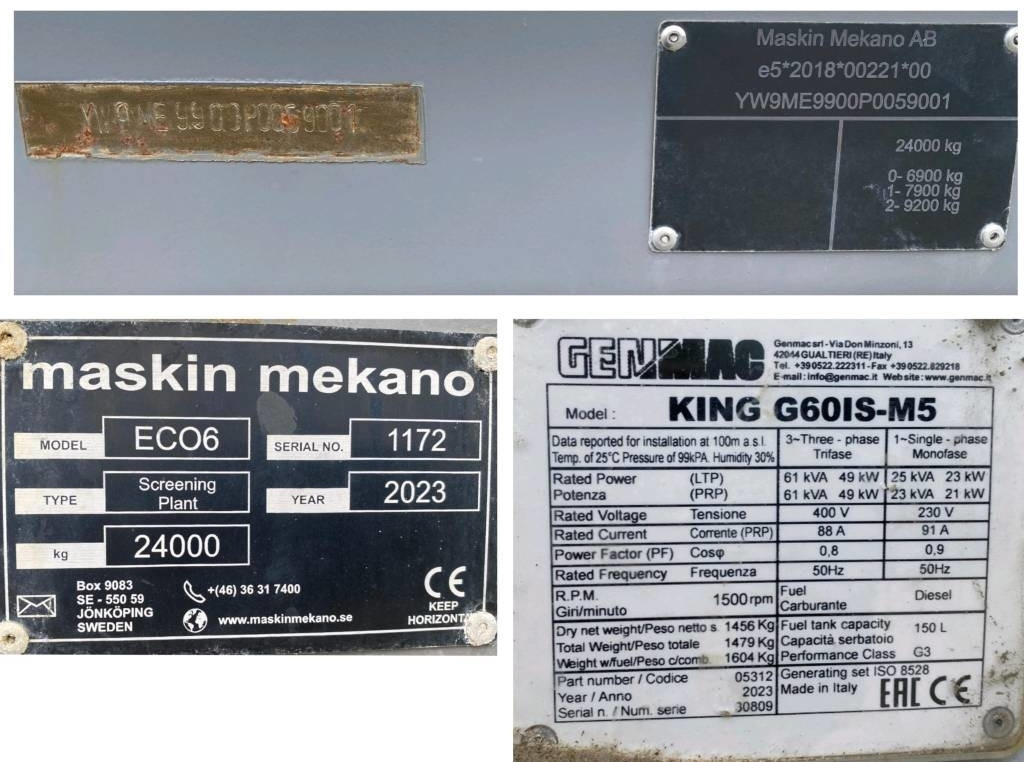 YW9ME9900P0059001
Maskin Mekano AB
e5*2018*00221*00
YW9ME9900P0059001
24000 kg
0- 6900 kg
1- 7900 kg
2- 9200 kg
maskin mekano
MODEL ECO6 SERIAL NO. 1172
TYPE Screening Plant YEAR 2023
kg 24000
Box 9083
SE - 550 59
JÖNKÖPING
SWEDEN
+(46) 36 31 7400
www.maskinmekano.se
CE
KEEP
HORIZONTA
GENMAC
Genmac srl - Via Don Minzoni, 13
42044 GUALTIERI (RE) Italy
Tel. +39 0522.222311 - Fax +39 0522.829218
E-mail: info@genmac.it Web site: www.genmac.it
Model : KING G60IS-M5
Data reported for installation at 100m a.s.l. 3~Three - phase 1~Single - phase
Temp. of 25°C Pressure of 99kPA. Humidity 30% Trifase Monofase
Rated Power (LTP) 61 kVA 49 kW 25 kVA 23 kW
Potenza (PRP) 61 kVA 49 kW 23 kVA 21 kW
Rated Voltage Tensione 400 V 230 V
Rated Current Corrente (PRP) 88 A 91 A
Power Factor (PF) Cosφ 0,8 0,9
Rated Frequency Frequenza 50Hz 50Hz
R.P.M.
Giri/minuto 1500 rpm
Fuel
Carburante Diesel
Dry net weight/Peso netto s. 1456 Kg
Total Weight/Peso totale 1479 Kg
Weight w/fuel/Peso c/comb. 1604 Kg
Fuel tank capacity
Capacità serbatoio 150 L
Performance Class G3
Part number / Codice 05312
Year / Anno 2023
Serial n. / Num. serie 30809
Generating set ISO 8528
Made in Italy
EAC CE